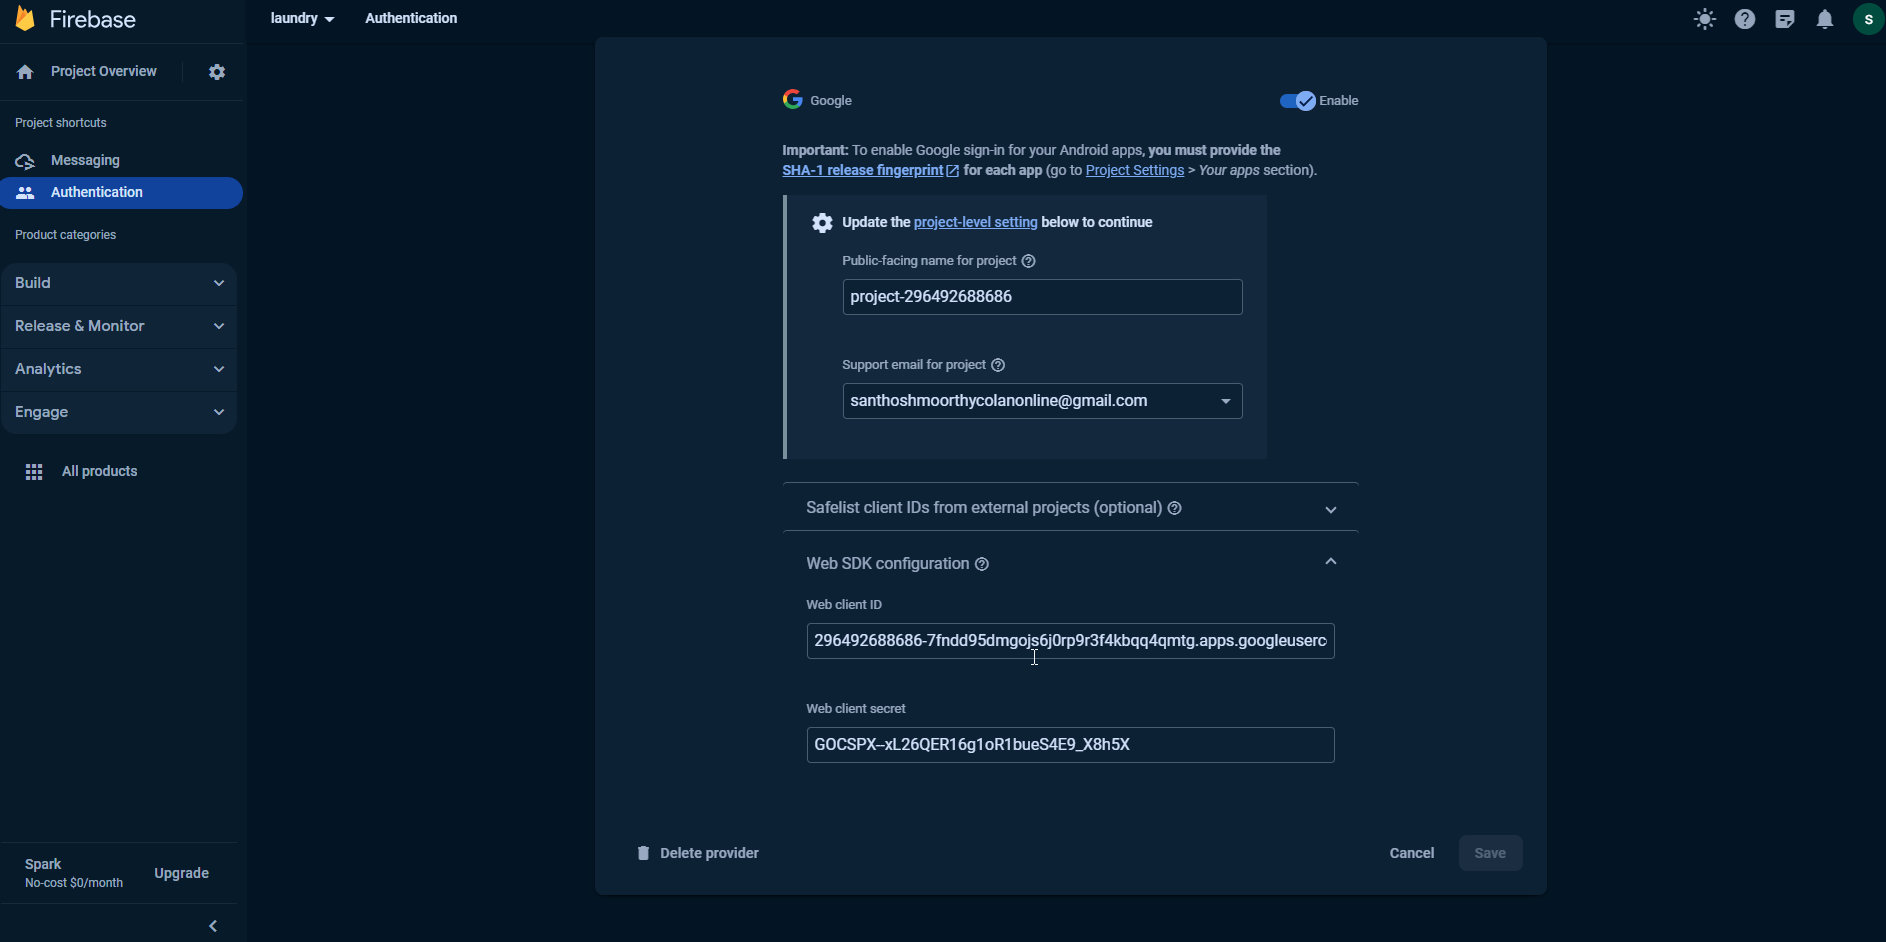 Firebase
laundry
Authentication
S
Project Overview
Project shortcuts
Messaging
Authentication
Product categories
Build
Release & Monitor
Analytics
Engage
All products
Spark
No-cost $0/month
Upgrade
Google
Enable
Important: To enable Google sign-in for your Android apps, you must provide the
SHA-1 release fingerprint for each app (go to Project Settings > Your apps section).
Update the project-level setting below to continue
Public-facing name for project
project-296492688686
Support email for project
santhoshmoorthycolanonline@gmail.com
Safelist client IDs from external projects (optional)
Web SDK configuration
Web client ID
296492688686-7fndd95dmgojs6j0rp9r3f4kbqq4qmtg.apps.googleuserc
Web client secret
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
Delete provider
Cancel
Save